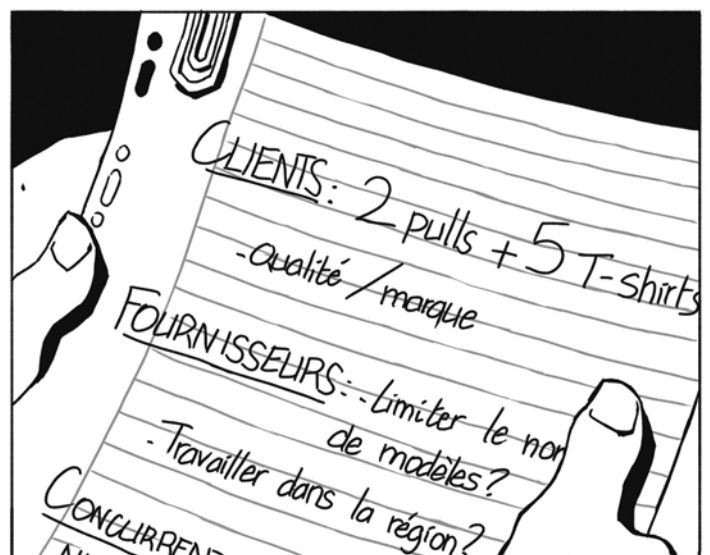 CLIENTS: 2 pulls + 5 T-shirts
-Qualité/marque
FOURNISSEURS: -Limiter le
de modèles?
-Travailler dans la région?